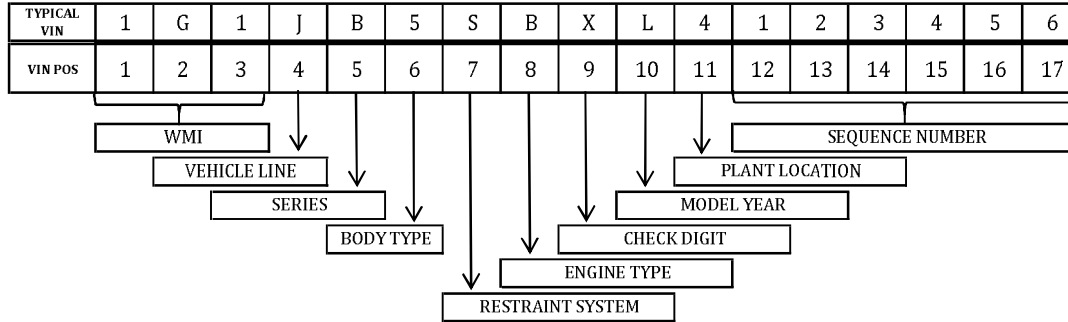 TYPICAL VIN 1 G 1 J B 5 S B X L 4 1 2 3 4 5 6
VIN POS 1 2 3 4 5 6 7 8 9 10 11 12 13 14 15 16 17
WMI SEQUENCE NUMBER
VEHICLE LINE PLANT LOCATION
SERIES MODEL YEAR
BODY TYPE CHECK DIGIT
ENGINE TYPE
RESTRAINT SYSTEM